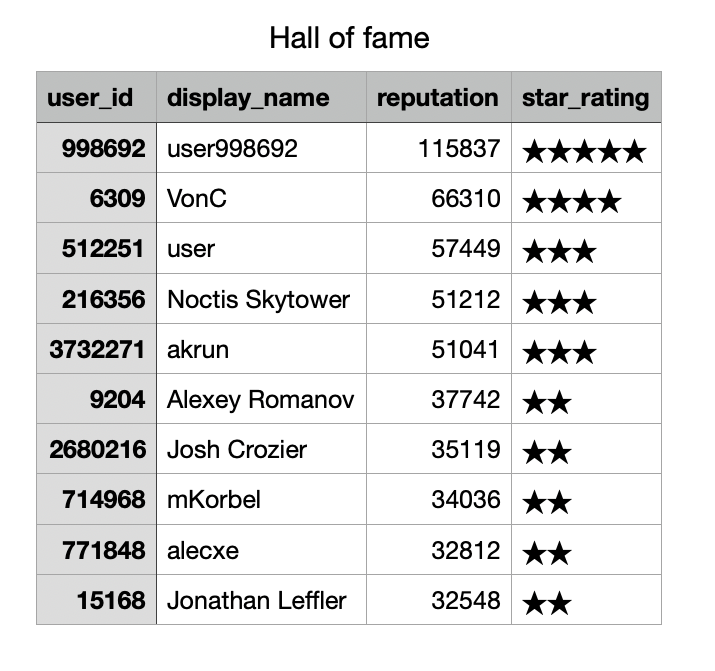 Hall of fame
user_id display_name reputation star_rating
998692 user998692 115837 ★★★★★
6309 VonC 66310 ★★★★
512251 user 57449 ★★★
216356 Noctis Skytower 51212 ★★★
3732271 akrun 51041 ★★★
9204 Alexey Romanov 37742 ★★
2680216 Josh Crozier 35119 ★★
714968 mKorbel 34036 ★★
771848 alecxe 32812 ★★
15168 Jonathan Leffler 32548 ★★